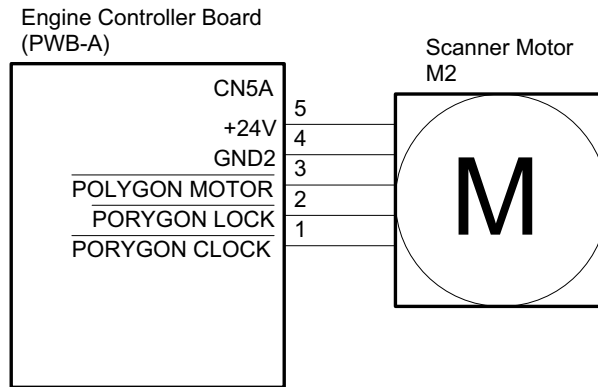 Engine Controller Board
(PWB-A)
Scanner Motor
M2
CN5A
5
+24V
4
GND2
3
POLYGON MOTOR
2
PORYGON LOCK
1
PORYGON CLOCK
M